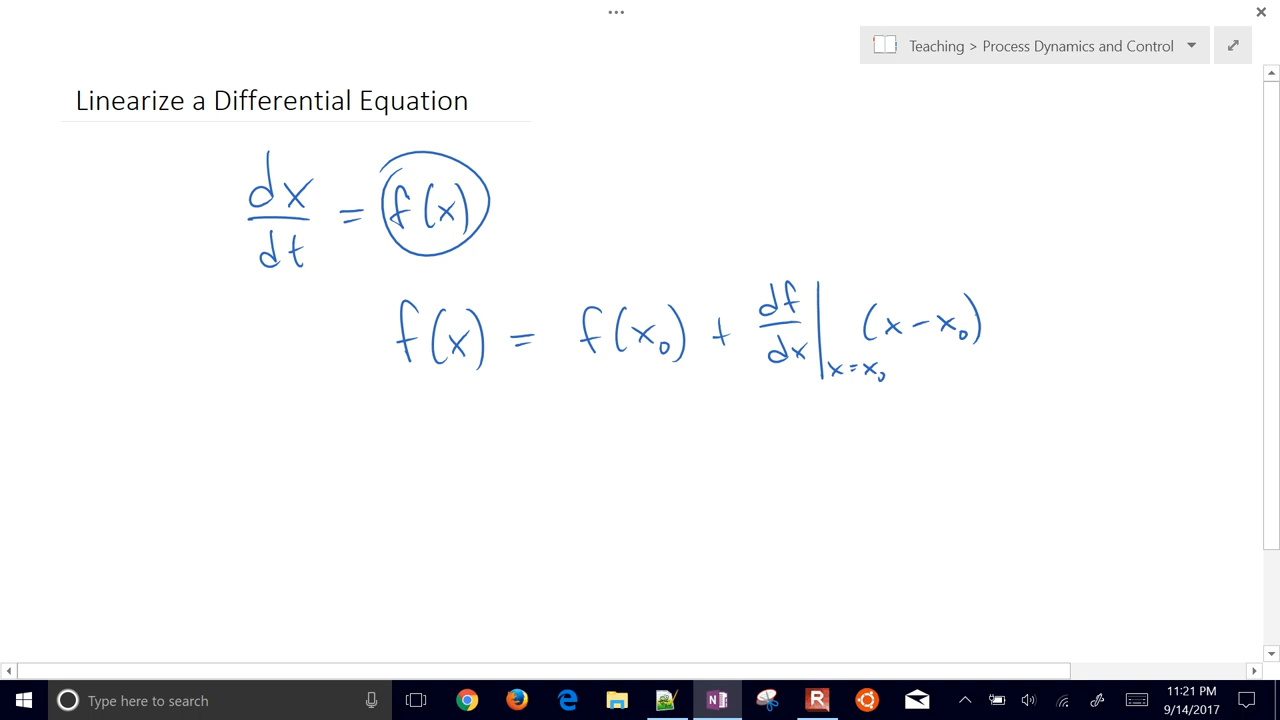 Teaching > Process Dynamics and Control
Linearize a Differential Equation
dx/dt = f(x)
f(x) = f(x₀) + df/dx |ₓ₌ₓ₀ (x - x₀)
Type here to search
11:21 PM
9/14/2017